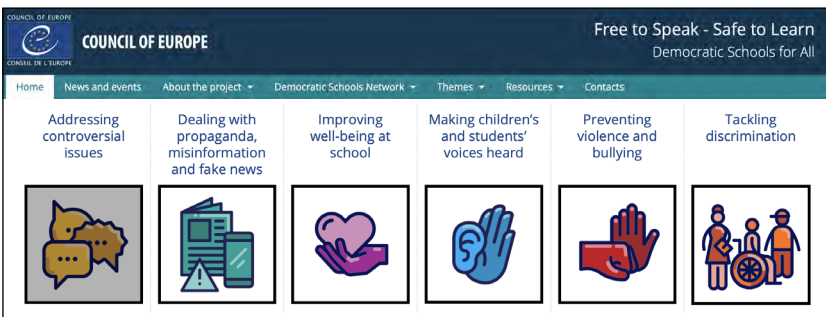 COUNCIL OF EUROPE
CONSEIL DE L'EUROPE
COUNCIL OF EUROPE
Free to Speak - Safe to Learn
Democratic Schools for All
Home News and events About the project Democratic Schools Network Themes Resources Contacts
Addressing
controversial
issues
Dealing with
propaganda,
misinformation
and fake news
Improving
well-being at
school
Making children's
and students'
voices heard
Preventing
violence and
bullying
Tackling
discrimination